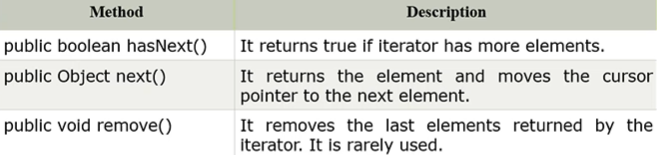 Method Description
public boolean hasNext() It returns true if iterator has more elements.
public Object next() It returns the element and moves the cursor
pointer to the next element.
public void remove() It removes the last elements returned by the
iterator. It is rarely used.